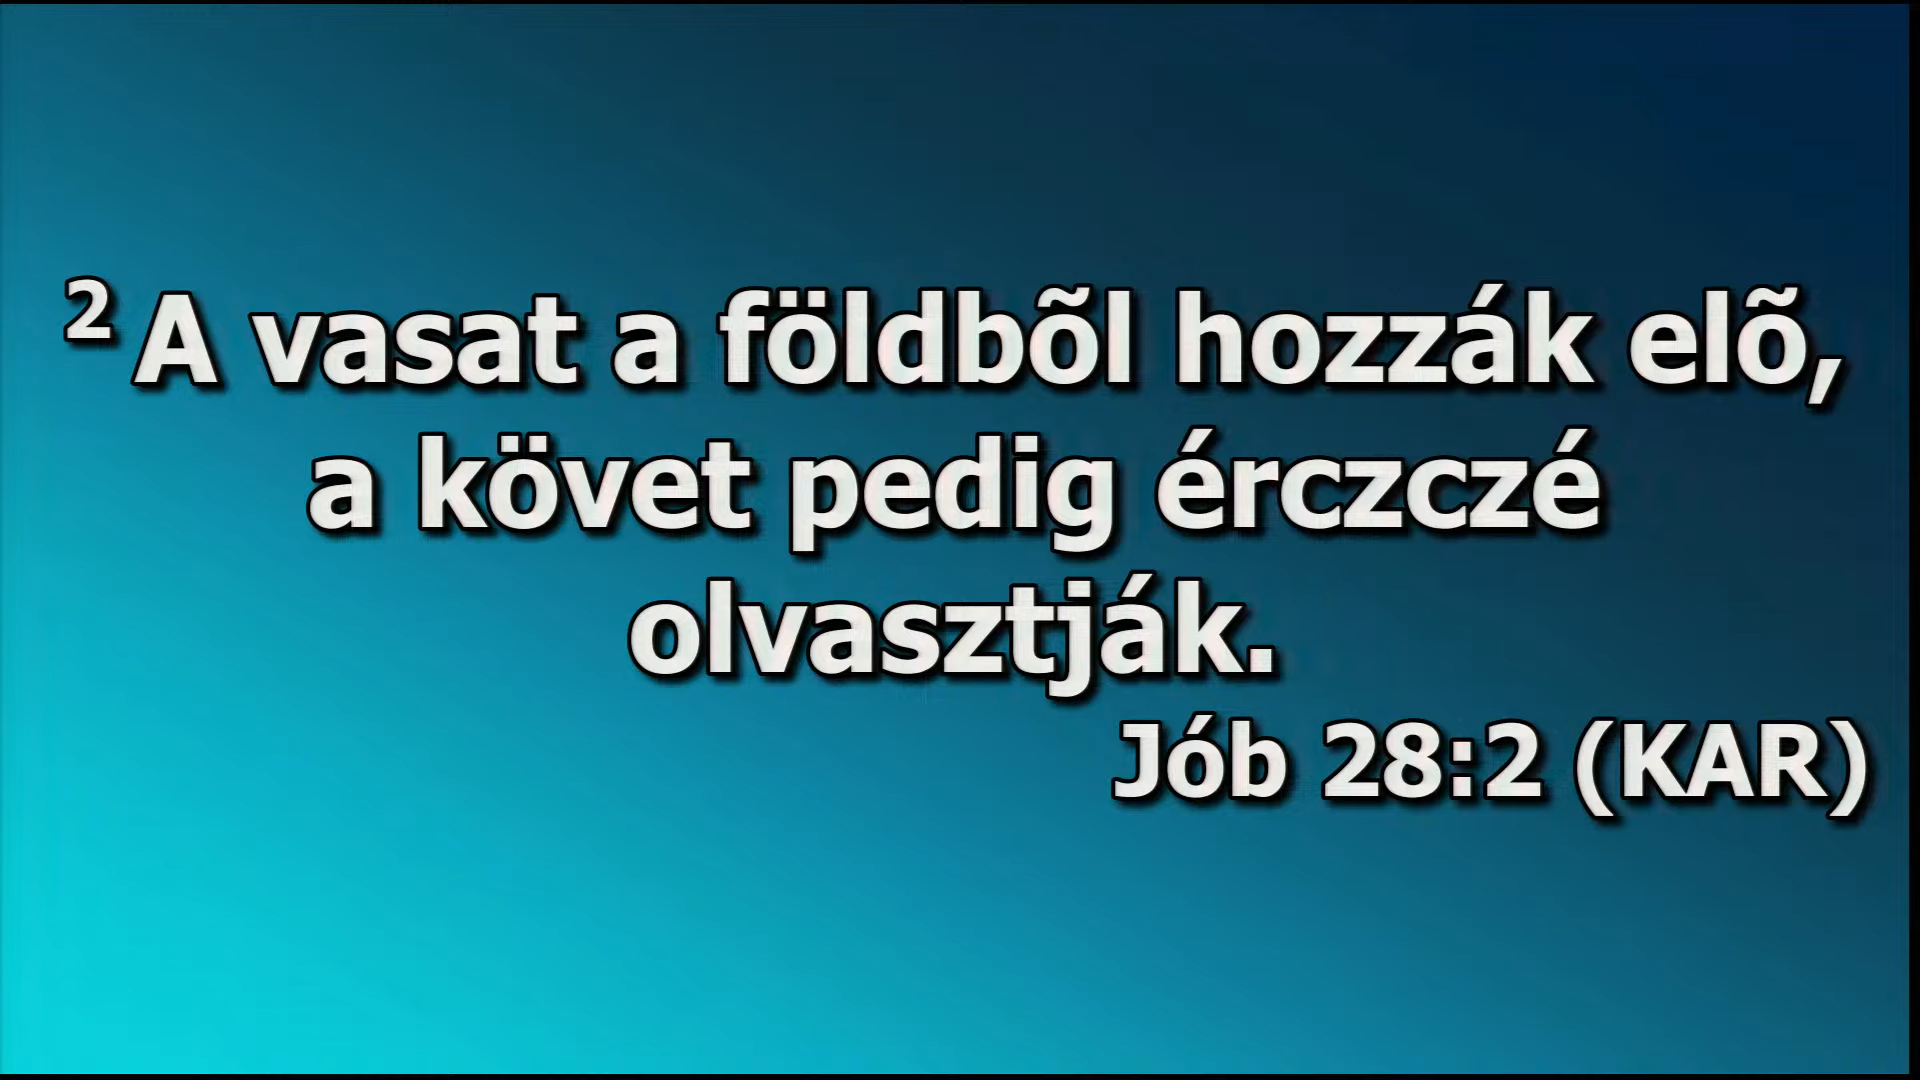 2 A vasat a földbõl hozzák elõ,
a követ pedig érczczé
olvasztják.
Jób 28:2 (KAR)